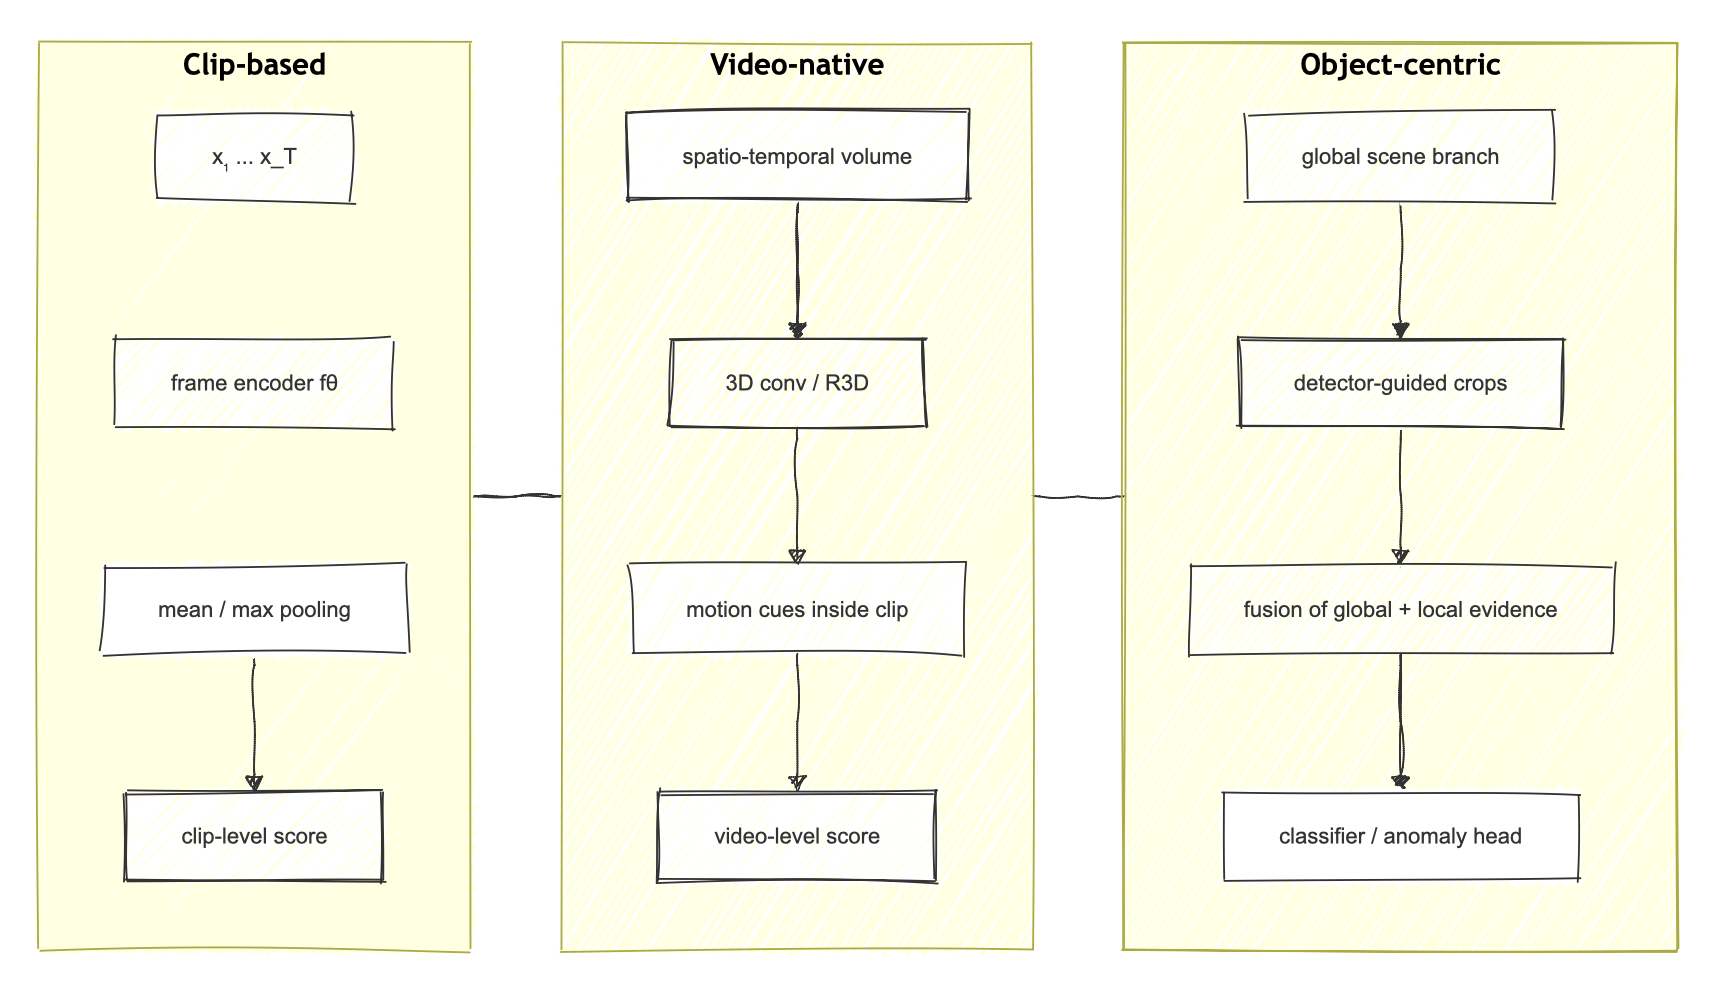 Clip-based
x₁ ... x_T
frame encoder fθ
mean / max pooling
clip-level score
Video-native
spatio-temporal volume
3D conv / R3D
motion cues inside clip
video-level score
Object-centric
global scene branch
detector-guided crops
fusion of global + local evidence
classifier / anomaly head